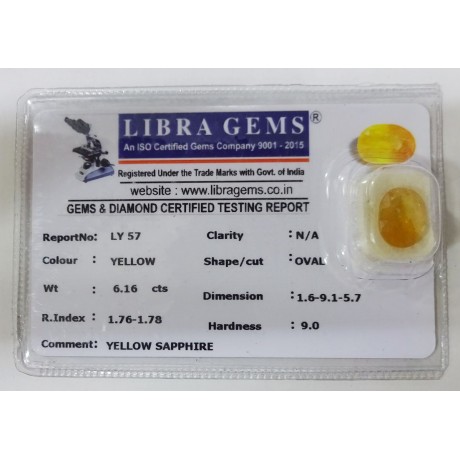 LIBRA GEMS®
An ISO Certified Gems Company 9001 - 2015
Registered Under the Trade Marks with Govt. of India
website : www.libragems.co.in
GEMS & DIAMOND CERTIFIED TESTING REPORT
ReportNo: LY 57 Clarity : N/A
Colour : YELLOW Shape/cut : OVAL
Wt : 6.16 cts Dimension : 1.6-9.1-5.7
R.Index : 1.76-1.78 Hardness : 9.0
Comment: YELLOW SAPPHIRE